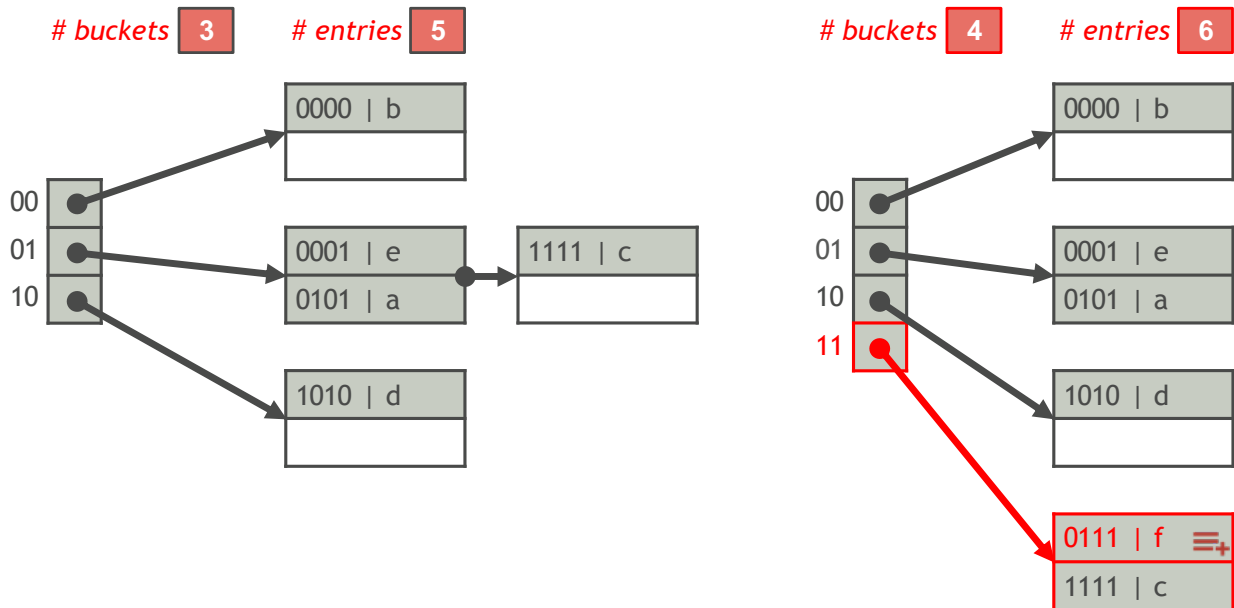 # buckets 3 # entries 5
0000 | b
00
01
10
0001 | e
0101 | a
1111 | c
1010 | d
# buckets 4 # entries 6
0000 | b
00
01
10
11
0001 | e
0101 | a
1010 | d
0111 | f
1111 | c